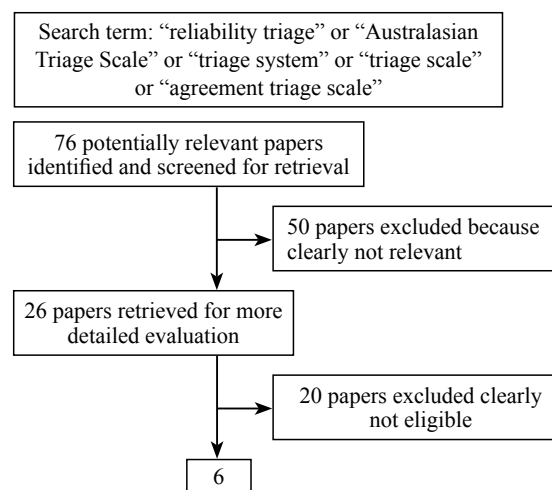 Search term: “reliability triage” or “Australasian
Triage Scale” or “triage system” or “triage scale”
or “agreement triage scale”
76 potentially relevant papers
identified and screened for retrieval
50 papers excluded because
clearly not relevant
26 papers retrieved for more
detailed evaluation
20 papers excluded clearly
not eligible
6